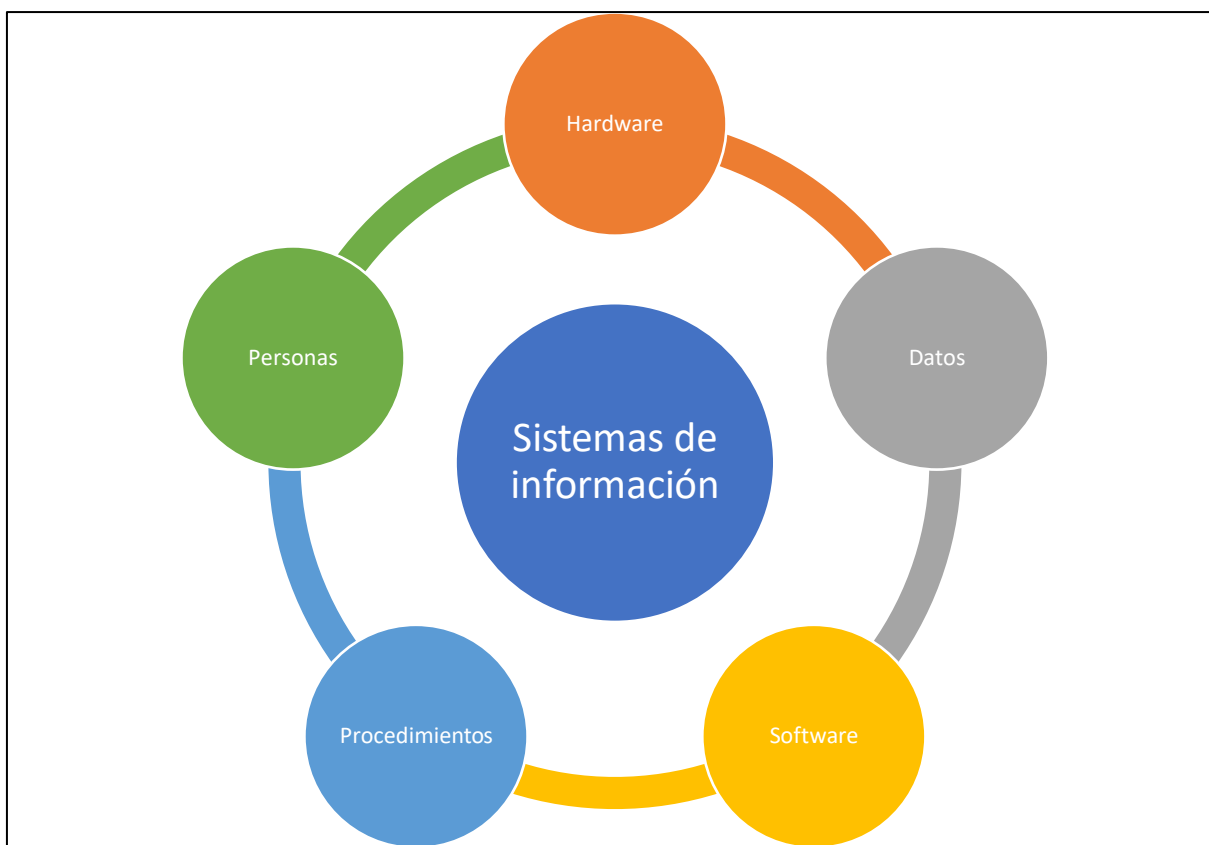 Hardware
Personas
Datos
Sistemas de
información
Procedimientos
Software